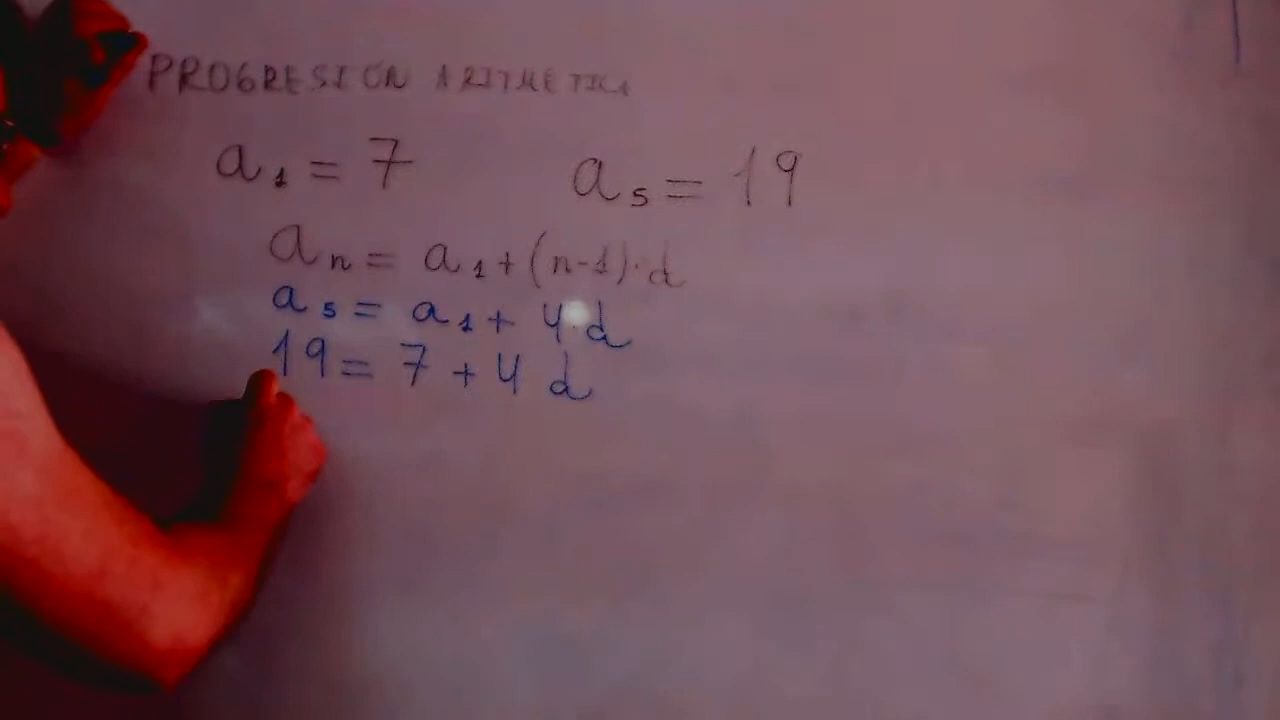 PROGRESION ARITMETICA
a₁ = 7 a₅ = 19
aₙ = a₁ + (n-1)·d
a₅ = a₁ + 4·d
19 = 7 + 4 d